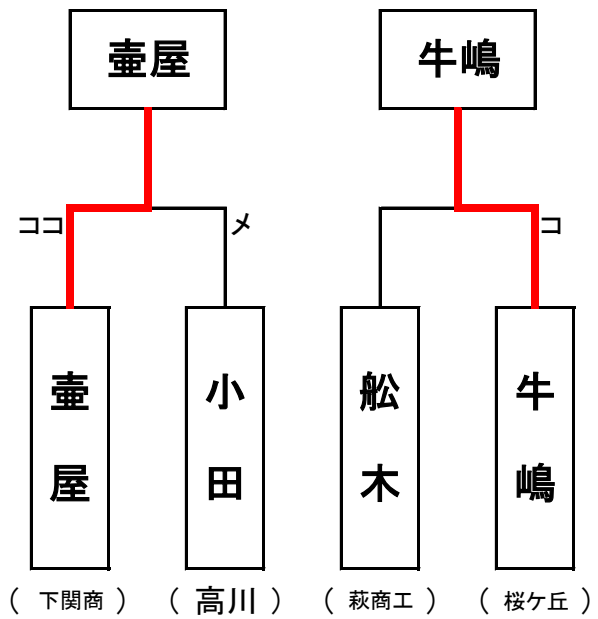 壷屋 牛嶋
ココ メ コ
壷屋 小田 舩木 牛嶋
（下関商） （高川） （萩商工） （桜ケ丘）